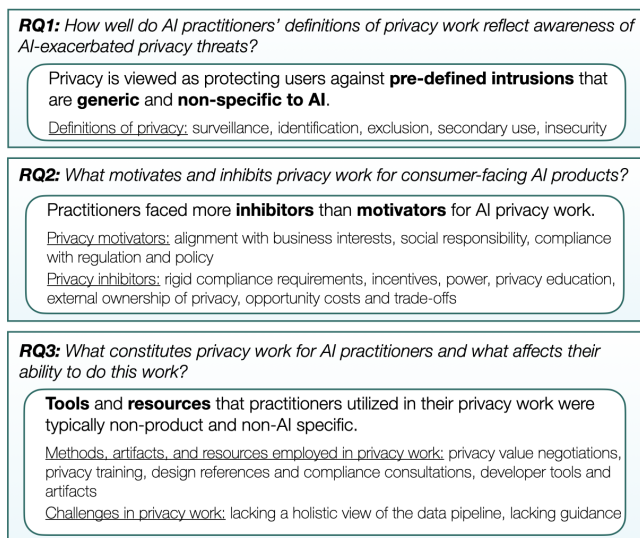 RQ1: How well do AI practitioners’ definitions of privacy work reflect awareness of
AI-exacerbated privacy threats?
Privacy is viewed as protecting users against pre-defined intrusions that
are generic and non-specific to AI.
Definitions of privacy: surveillance, identification, exclusion, secondary use, insecurity
RQ2: What motivates and inhibits privacy work for consumer-facing AI products?
Practitioners faced more inhibitors than motivators for AI privacy work.
Privacy motivators: alignment with business interests, social responsibility, compliance
with regulation and policy
Privacy inhibitors: rigid compliance requirements, incentives, power, privacy education,
external ownership of privacy, opportunity costs and trade-offs
RQ3: What constitutes privacy work for AI practitioners and what affects their
ability to do this work?
Tools and resources that practitioners utilized in their privacy work were
typically non-product and non-AI specific.
Methods, artifacts, and resources employed in privacy work: privacy value negotiations,
privacy training, design references and compliance consultations, developer tools and
artifacts
Challenges in privacy work: lacking a holistic view of the data pipeline, lacking guidance